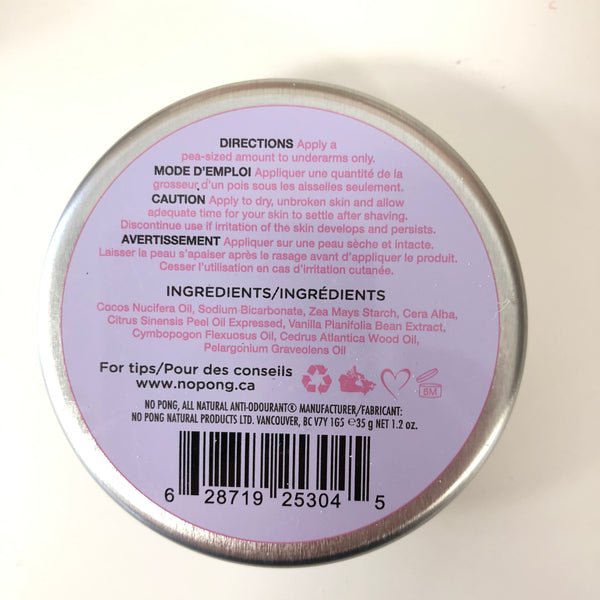 DIRECTIONS Apply a
pea-sized amount to underarms only.
MODE D'EMPLOI Appliquer une quantité de la
grosseur d'un pois sous les aisselles seulement.
CAUTION Apply to dry, unbroken skin and allow
adequate time for your skin to settle after shaving.
Discontinue use if irritation of the skin develops and persists.
AVERTISSEMENT Appliquer sur une peau sèche et intacte.
Laisser la peau s'apaiser après le rasage avant d'appliquer le produit.
Cesser l'utilisation en cas d'irritation cutanée.
INGREDIENTS/INGRÉDIENTS
Cocos Nucifera Oil, Sodium Bicarbonate, Zea Mays Starch, Cera Alba,
Citrus Sinensis Peel Oil Expressed, Vanilla Planifolia Bean Extract,
Cymbopogon Flexuosus Oil, Cedrus Atlantica Wood Oil,
Pelargonium Graveolens Oil
For tips/Pour des conseils
www.nopong.ca
6M
NO PONG, ALL NATURAL ANTI-ODOURANT® MANUFACTURER/FABRICANT:
NO PONG NATURAL PRODUCTS LTD. VANCOUVER, BC V7Y 1G5 ℮35 g NET 1.2 oz.
6 28719 25304 5